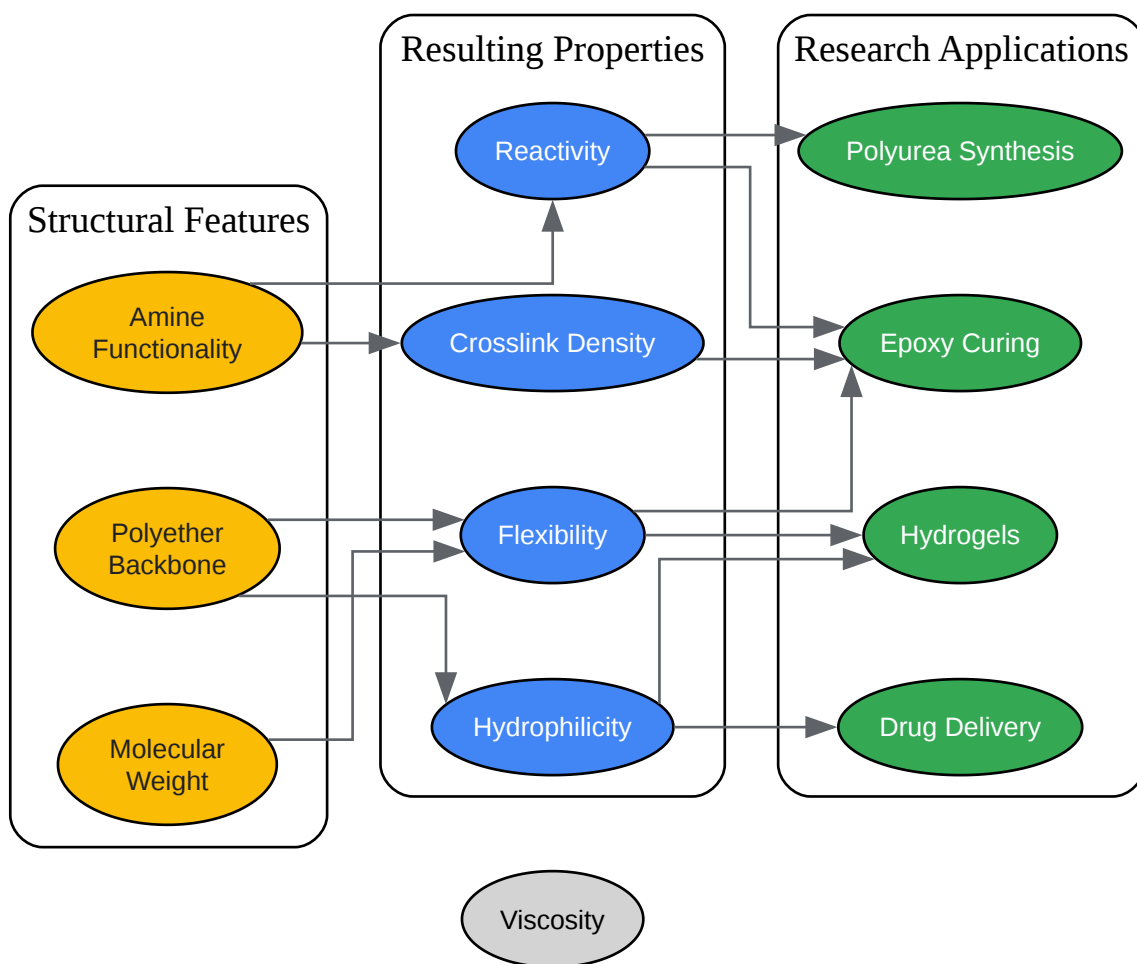 Structural Features
Amine
Functionality
Polyether
Backbone
Molecular
Weight
Resulting Properties
Reactivity
Crosslink Density
Flexibility
Hydrophilicity
Research Applications
Polyurea Synthesis
Epoxy Curing
Hydrogels
Drug Delivery
Viscosity